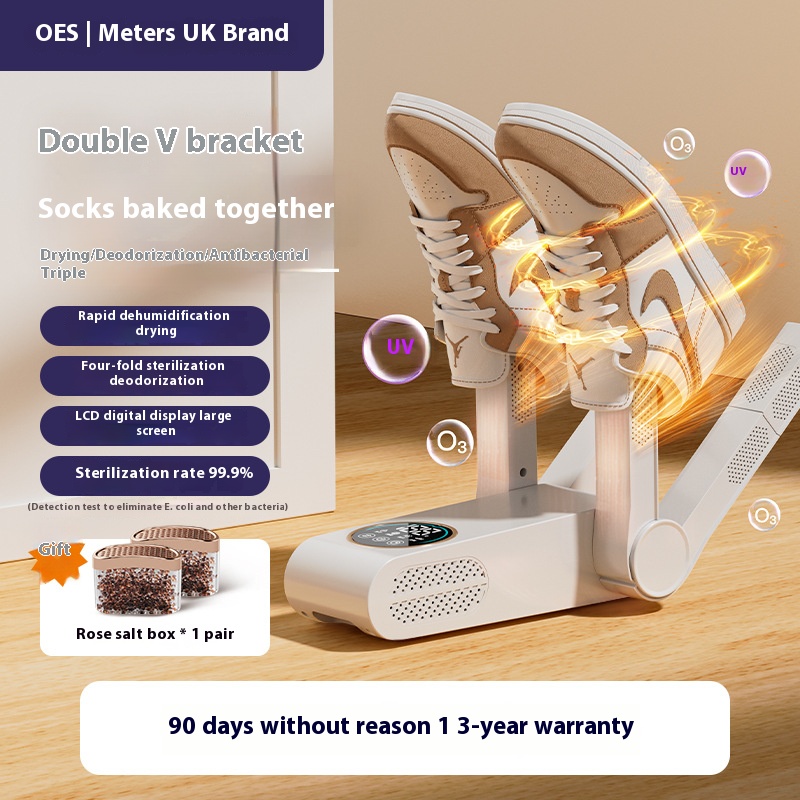 OES | Meters UK Brand
Double V bracket
Socks baked together
Drying/Deodorization/Antibacterial
Triple
Rapid dehumidification
drying
Four-fold sterilization
deodorization
LCD digital display large
screen
Sterilization rate 99.9%
(Detection test to eliminate E. coli and other bacteria)
Gift
Rose salt box * 1 pair
O3
UV
UV
O3
O3
90 days without reason 1 3-year warranty